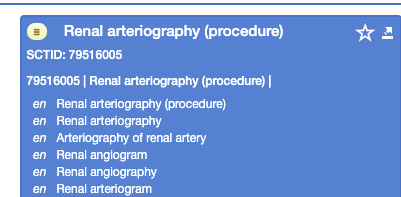 Renal arteriography (procedure)
SCTID: 79516005
79516005 | Renal arteriography (procedure) |
en Renal arteriography (procedure)
en Renal arteriography
en Arteriography of renal artery
en Renal angiogram
en Renal angiography
en Renal arteriogram